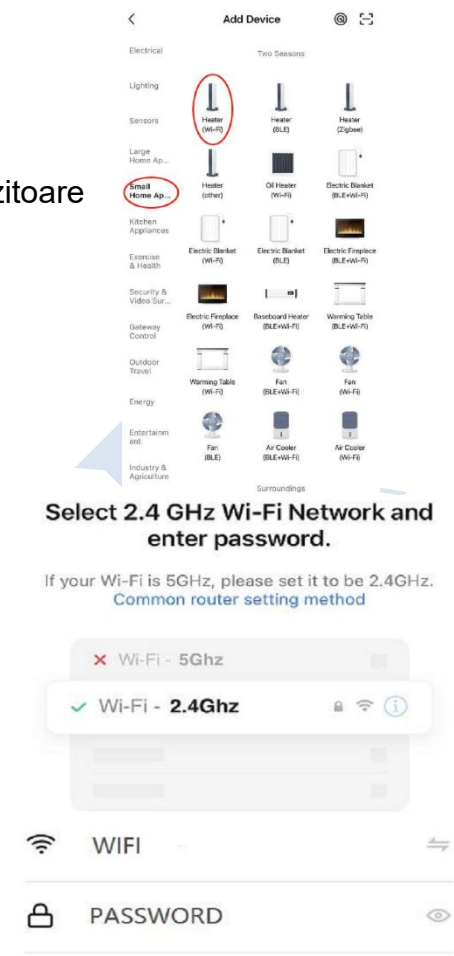 Add Device
Electrical
Two Seasons
Lighting
Sensors
Heater
(Wi-Fi)
Heater
(BLE)
Heater
(Zigbee)
Large
Home Ap...
zitoare
Small
Home Ap...
Heater
(other)
Oil Heater
(Wi-Fi)
Electric Blanket
(BLE+Wi-Fi)
Kitchen
Appliances
Electric Blanket
(Wi-Fi)
Electric Blanket
(BLE)
Electric Fireplace
(BLE+Wi-Fi)
Exercise
& Health
Security &
Video Sur...
Electric Fireplace
(Wi-Fi)
Baseboard Heater
(BLE+Wi-Fi)
Warming Table
(BLE+Wi-Fi)
Gateway
Control
Outdoor
Travel
Warming Table
(Wi-Fi)
Fan
(BLE+Wi-Fi)
Fan
(Wi-Fi)
Energy
Entertainm
ent
Fan
(BLE)
Air Cooler
(BLE+Wi-Fi)
Air Cooler
(Wi-Fi)
Industry &
Agriculture
Surroundings
Select 2.4 GHz Wi-Fi Network and
enter password.
If your Wi-Fi is 5GHz, please set it to be 2.4GHz.
Common router setting method
Wi-Fi - 5Ghz
Wi-Fi - 2.4Ghz
WIFI
PASSWORD